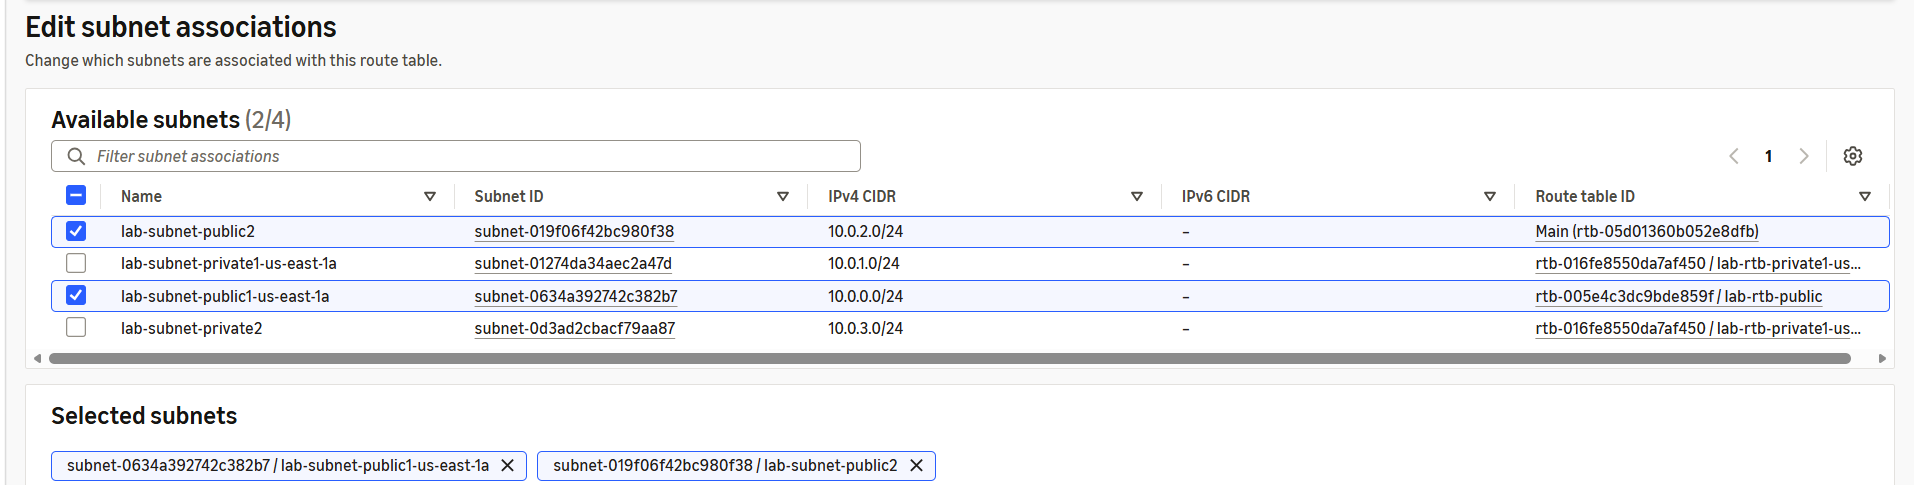 Edit subnet associations
Change which subnets are associated with this route table.
Available subnets (2/4)
Filter subnet associations
1
Name Subnet ID IPv4 CIDR IPv6 CIDR Route table ID
lab-subnet-public2 subnet-019f06f42bc980f38 10.0.2.0/24 – Main (rtb-05d01360b052e8dfb)
lab-subnet-private1-us-east-1a subnet-01274da34aec2a47d 10.0.1.0/24 – rtb-016fe8550da7af450 / lab-rtb-private1-us...
lab-subnet-public1-us-east-1a subnet-0634a392742c382b7 10.0.0.0/24 – rtb-005e4c3dc9bde859f / lab-rtb-public
lab-subnet-private2 subnet-0d3ad2cbacf79aa87 10.0.3.0/24 – rtb-016fe8550da7af450 / lab-rtb-private1-us...
Selected subnets
subnet-0634a392742c382b7 / lab-subnet-public1-us-east-1a subnet-019f06f42bc980f38 / lab-subnet-public2